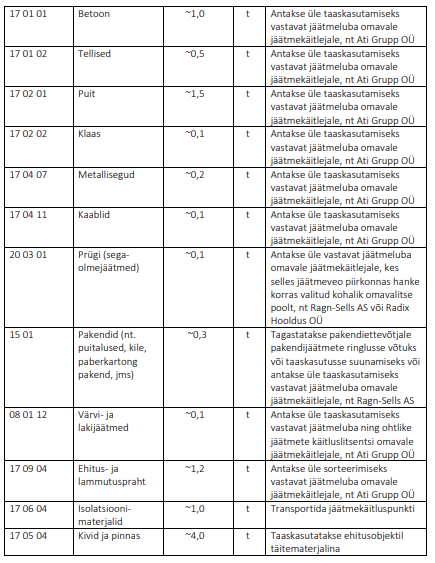 17 01 01 Betoon ~1,0 t Antakse üle taaskasutamiseks
vastavat jäätmeluba omavale
jäätmekäitlejale, nt Ati Grupp OÜ
17 01 02 Tellised ~0,5 t Antakse üle taaskasutamiseks
vastavat jäätmeluba omavale
jäätmekäitlejale, nt Ati Grupp OÜ
17 02 01 Puit ~1,5 t Antakse üle taaskasutamiseks
vastavat jäätmeluba omavale
jäätmekäitlejale, nt Ati Grupp OÜ
17 02 02 Klaas ~0,1 t Antakse üle taaskasutamiseks
vastavat jäätmeluba omavale
jäätmekäitlejale, nt Ati Grupp OÜ
17 04 07 Metallisegud ~0,2 t Antakse üle taaskasutamiseks
vastavat jäätmeluba omavale
jäätmekäitlejale, nt Ati Grupp OÜ
17 04 11 Kaablid ~0,1 t Antakse üle taaskasutamiseks
vastavat jäätmeluba omavale
jäätmekäitlejale, nt Ati Grupp OÜ
20 03 01 Prügi (sega- ~0,1 t Antakse üle vastavat jäätmeluba
olmejäätmed) omavale jäätmekäitlejale, kes
selles jäätmeveo piirkonnas hanke
korras valitud kohalik omavalitse
poolt, nt Ragn-Sells AS või Radix
Hooldus OÜ
15 01 Pakendid (nt. ~0,3 t Tagastatakse pakendiettevõtjale
puitalused, kile, pakendijäätmete ringlusse võtuks
paberkartong või taaskasutusse suunamiseks või
pakend, jms) antakse üle taaskasutamiseks
vastavat jäätmeluba omavale
jäätmekäitlejale, nt Ragn-Sells AS
08 01 12 Värvi- ja ~0,1 t Antakse üle taaskasutamiseks
lakijäätmed vastavat jäätmeluba ning ohtlike
jäätmete käitluslitsentsi omavale
jäätmekäitlejale, nt Ati Grupp OÜ
17 09 04 Ehitus- ja ~1,2 t Antakse üle sorteerimiseks
lammutuspraht vastavat jäätmeluba omavale
jäätmekäitlejale, nt Ati Grupp OÜ
17 06 04 Isolatsiooni- ~1,0 t Transportida jäätmekäitluspunkti
materjalid
17 05 04 Kivid ja pinnas ~4,0 t Taaskasutatakse ehitusobjektil
täitematerjalina